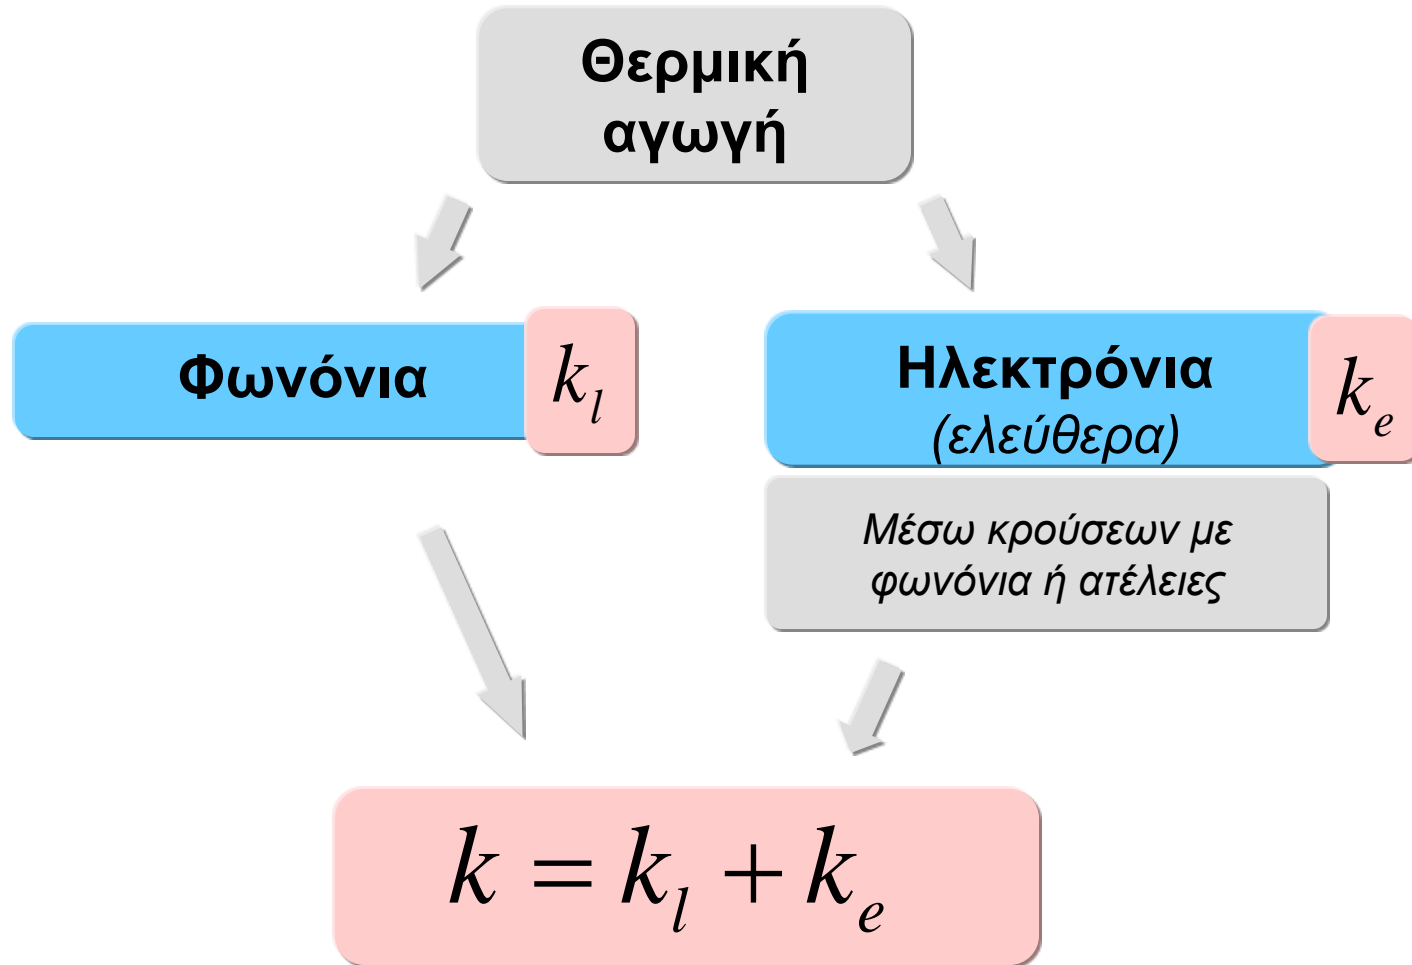 Θερμική
αγωγή
Φωνόνια
k_l
Ηλεκτρόνια
(ελεύθερα)
k_e
Μέσω κρούσεων με
φωνόνια ή ατέλειες
k = k_l + k_e